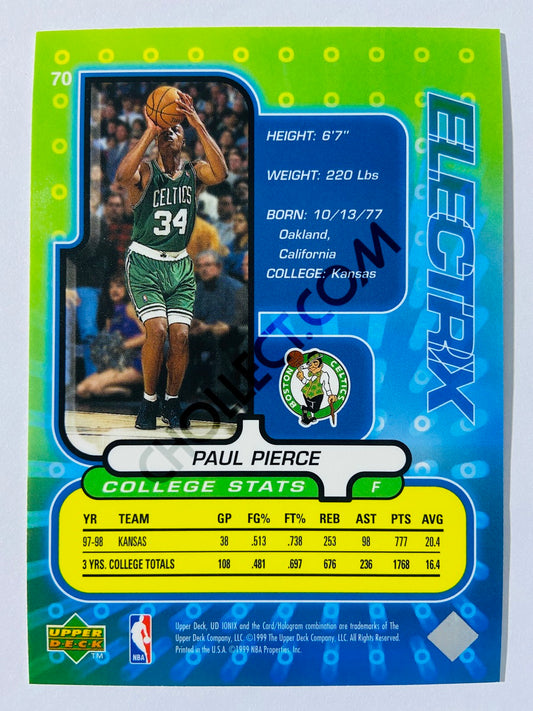 70
ELECTRIX
HEIGHT: 6'7"
WEIGHT: 220 Lbs
BORN: 10/13/77
Oakland,
California
COLLEGE: Kansas
CELTICS
34
BOSTON CELTICS
CHOLLECT.COM
PAUL PIERCE
COLLEGE STATS F
YR TEAM GP FG% FT% REB AST PTS AVG
97-98 KANSAS 38 .513 .738 253 98 777 20.4
3 YRS. COLLEGE TOTALS 108 .481 .697 676 236 1768 16.4
UPPER DECK TM
NBA
Upper Deck, UD IONIX and the Card/Hologram combination are trademarks of The
Upper Deck Company, LLC. ©1999 The Upper Deck Company, LLC. All Rights Reserved.
Printed in the U.S.A. ©1999 NBA Properties, Inc.